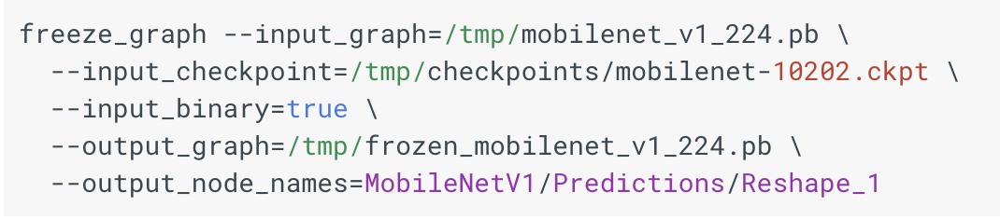 freeze_graph --input_graph=/tmp/mobilenet_v1_224.pb \
--input_checkpoint=/tmp/checkpoints/mobilenet-10202.ckpt \
--input_binary=true \
--output_graph=/tmp/frozen_mobilenet_v1_224.pb \
--output_node_names=MobileNetV1/Predictions/Reshape_1